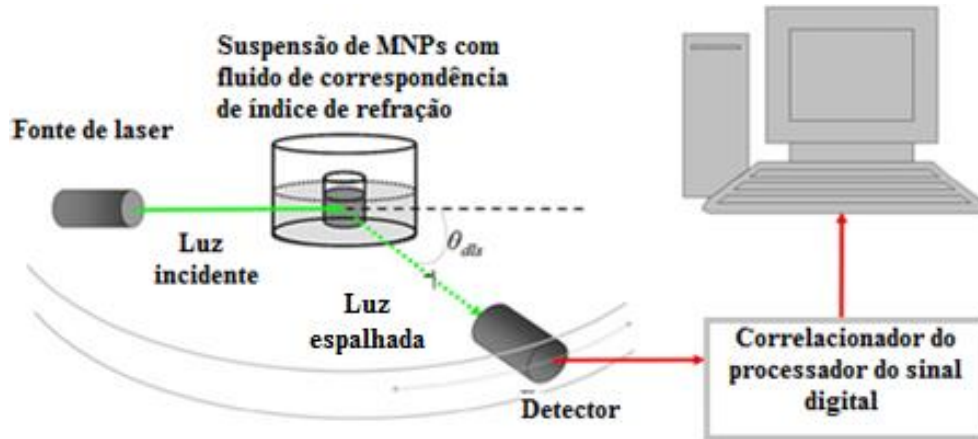 Suspensão de MNPs com
fluido de correspondência
de índice de refração
Fonte de laser
Luz
incidente
θdls
Luz
espalhada
Detector
Correlacionador do
processador do sinal
digital